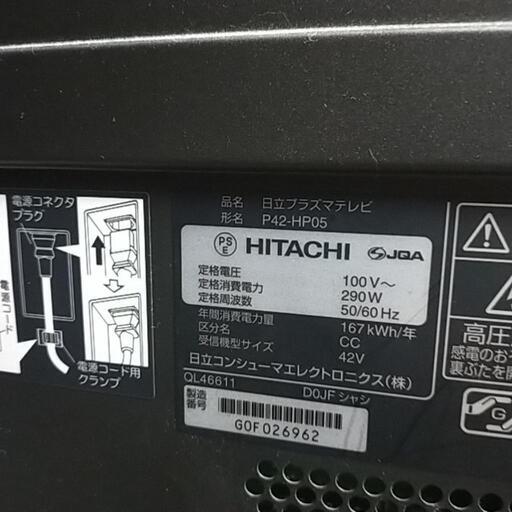 電源コネクタ
プラグ
電源コード
電源コード用
クランプ
品名 日立プラズマテレビ
形名 P42-HP05
PS
E
HITACHI
JQA
定格電圧 100V～
定格消費電力 290W
定格周波数 50/60Hz
年間消費電力量 167kWh/年
区分名 CC
受信機型サイズ 42V
日立コンシューマエレクトロニクス(株)
QL46611 D0JFシャシ
製造
番号
G0F026962
高圧
感電のお
裏ぶたを開
G